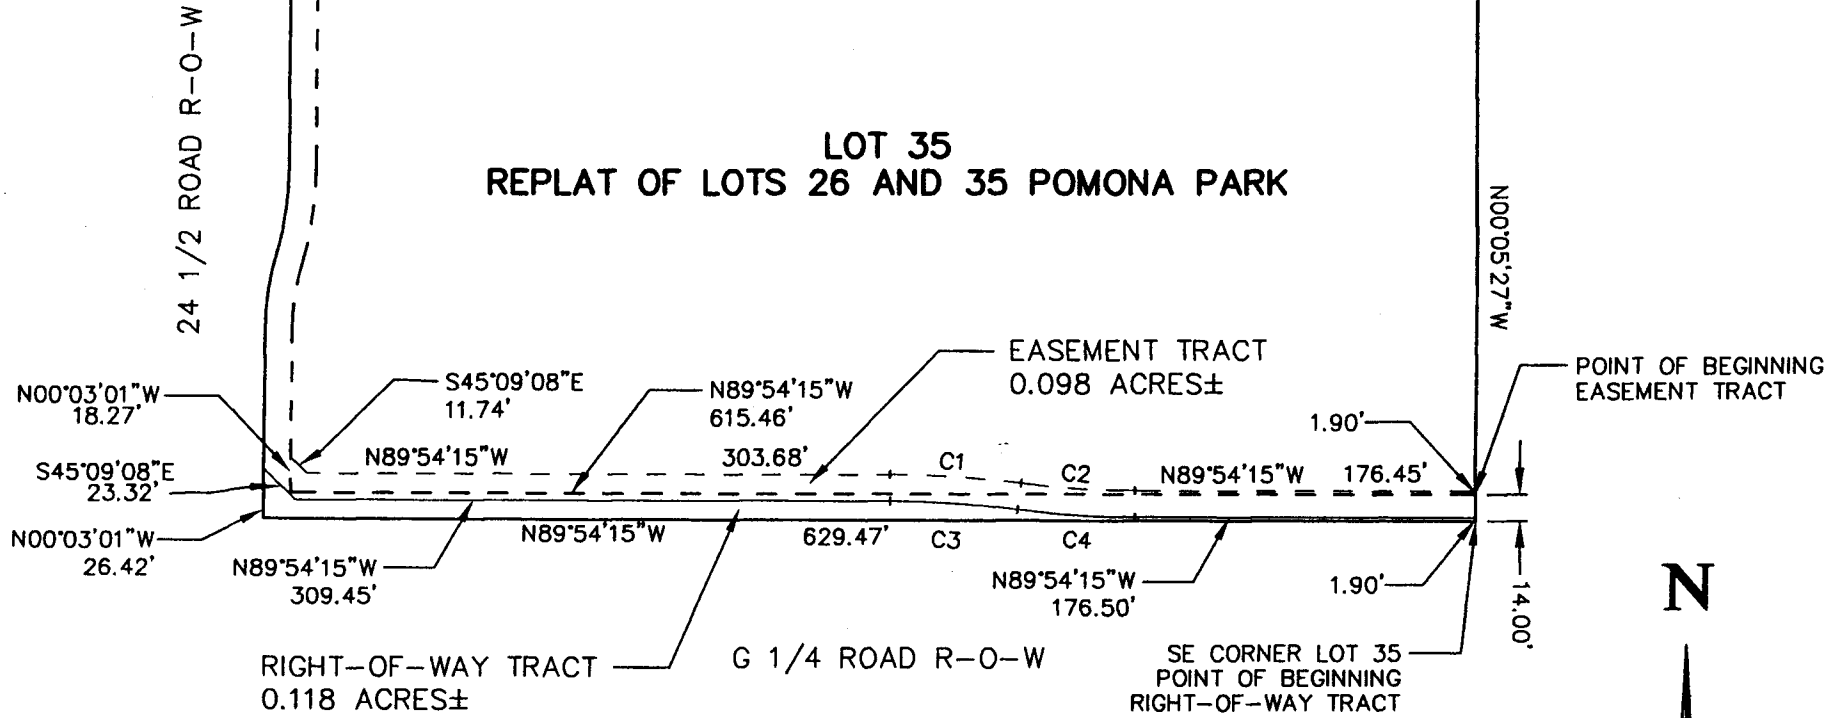 24 1/2 ROAD R-O-W
LOT 35
REPLAT OF LOTS 26 AND 35 POMONA PARK
N00°05'27"W
EASEMENT TRACT
0.098 ACRES±
POINT OF BEGINNING
EASEMENT TRACT
N00°03'01"W
18.27'
S45°09'08"E
11.74'
N89°54'15"W
615.46'
1.90'
S45°09'08"E
23.32'
N89°54'15"W
303.68'
C1
C2
N89°54'15"W 176.45'
N00°03'01"W
26.42'
N89°54'15"W
629.47'
C3
C4
N89°54'15"W
309.45'
N89°54'15"W
176.50'
1.90'
14.00'
N
RIGHT-OF-WAY TRACT
0.118 ACRES±
G 1/4 ROAD R-O-W
SE CORNER LOT 35
POINT OF BEGINNING
RIGHT-OF-WAY TRACT